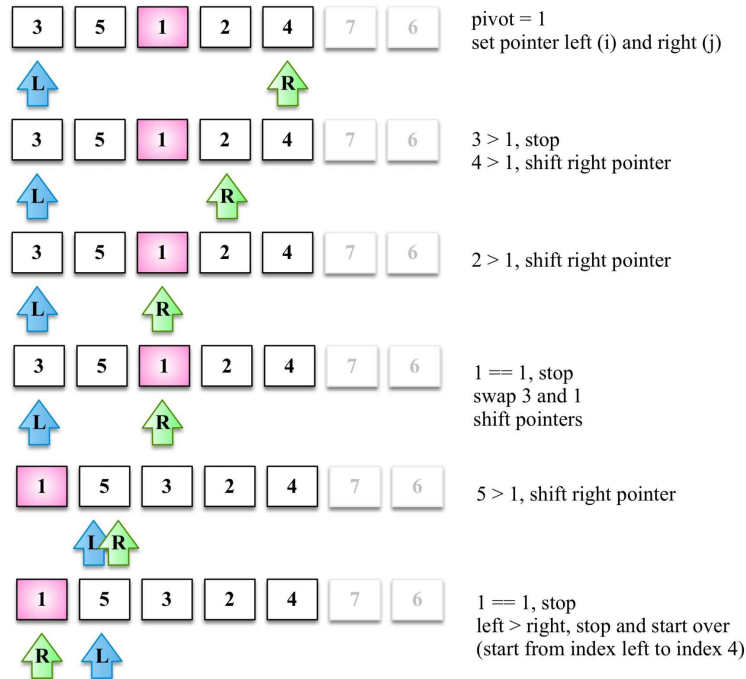 3 5 1 2 4 7 6
pivot = 1
set pointer left (i) and right (j)
L R
3 5 1 2 4 7 6
3 > 1, stop
4 > 1, shift right pointer
L R
3 5 1 2 4 7 6
2 > 1, shift right pointer
L R
3 5 1 2 4 7 6
1 == 1, stop
swap 3 and 1
shift pointers
L R
1 5 3 2 4 7 6
5 > 1, shift right pointer
L R
1 5 3 2 4 7 6
1 == 1, stop
left > right, stop and start over
(start from index left to index 4)
R L